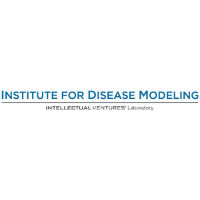 INSTITUTE FOR DISEASE MODELING
INTELLECTUAL VENTURES® Laboratory